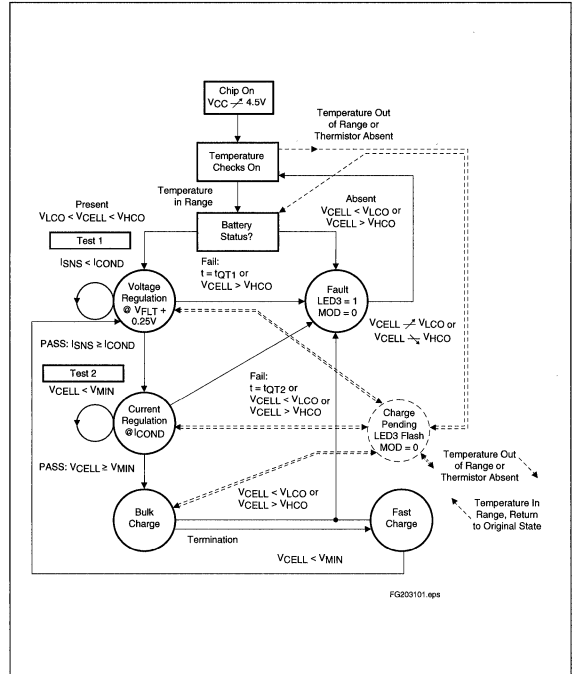 Chip On
VCC ↗ 4.5V
Temperature Out
of Range or
Thermistor Absent
Temperature
Checks On
Temperature
in Range
Present
VLCO < VCELL < VHCO
Battery
Status?
Absent
VCELL < VLCO or
VCELL > VHCO
Test 1
ISNS < ICOND
Fail:
t = tQT1 or
VCELL > VHCO
Voltage
Regulation
@ VFLT +
0.25V
Fault
LED3 = 1
MOD = 0
VCELL ↗ VLCO or
VCELL ↘ VHCO
PASS: ISNS ≥ ICOND
Test 2
VCELL < VMIN
Fail:
t = tQT2 or
VCELL < VLCO or
VCELL > VHCO
Current
Regulation
@ICOND
Charge
Pending
LED3 Flash
MOD = 0
Temperature Out
of Range or
Thermistor Absent
PASS: VCELL ≥ VMIN
Temperature In
Range, Return
to Original State
Bulk
Charge
VCELL < VLCO or
VCELL > VHCO
Fast
Charge
Termination
VCELL < VMIN
FG203101.eps